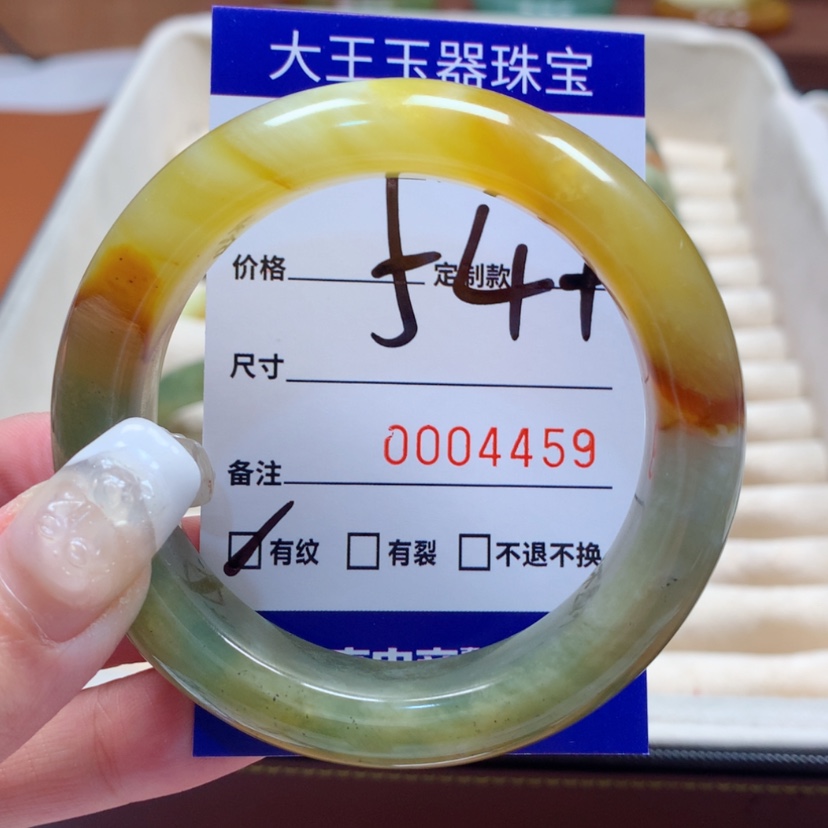 大王玉器珠宝
价格 定制款
54+
尺寸
0004459
备注
有纹 有裂 不退不换